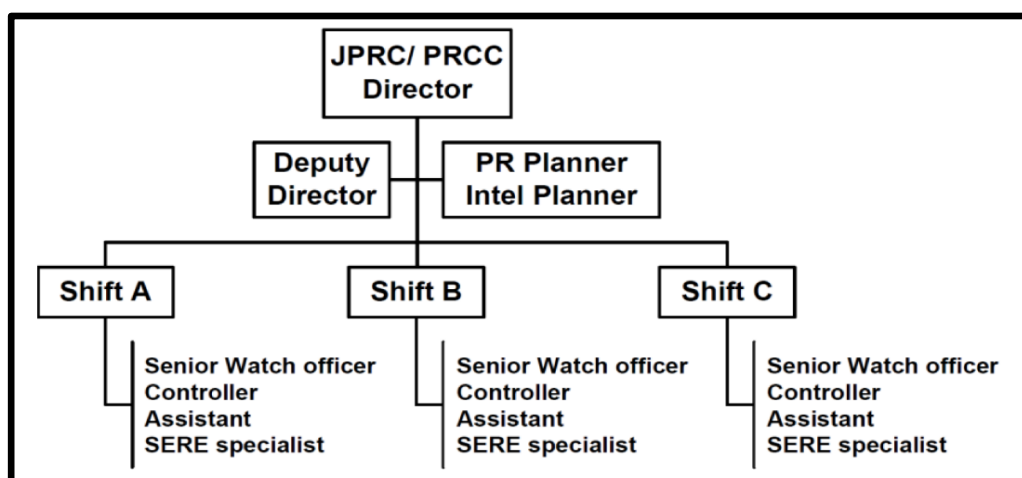 JPRC/ PRCC
Director
Deputy
Director
PR Planner
Intel Planner
Shift A
Shift B
Shift C
Senior Watch officer
Controller
Assistant
SERE specialist
Senior Watch officer
Controller
Assistant
SERE specialist
Senior Watch officer
Controller
Assistant
SERE specialist